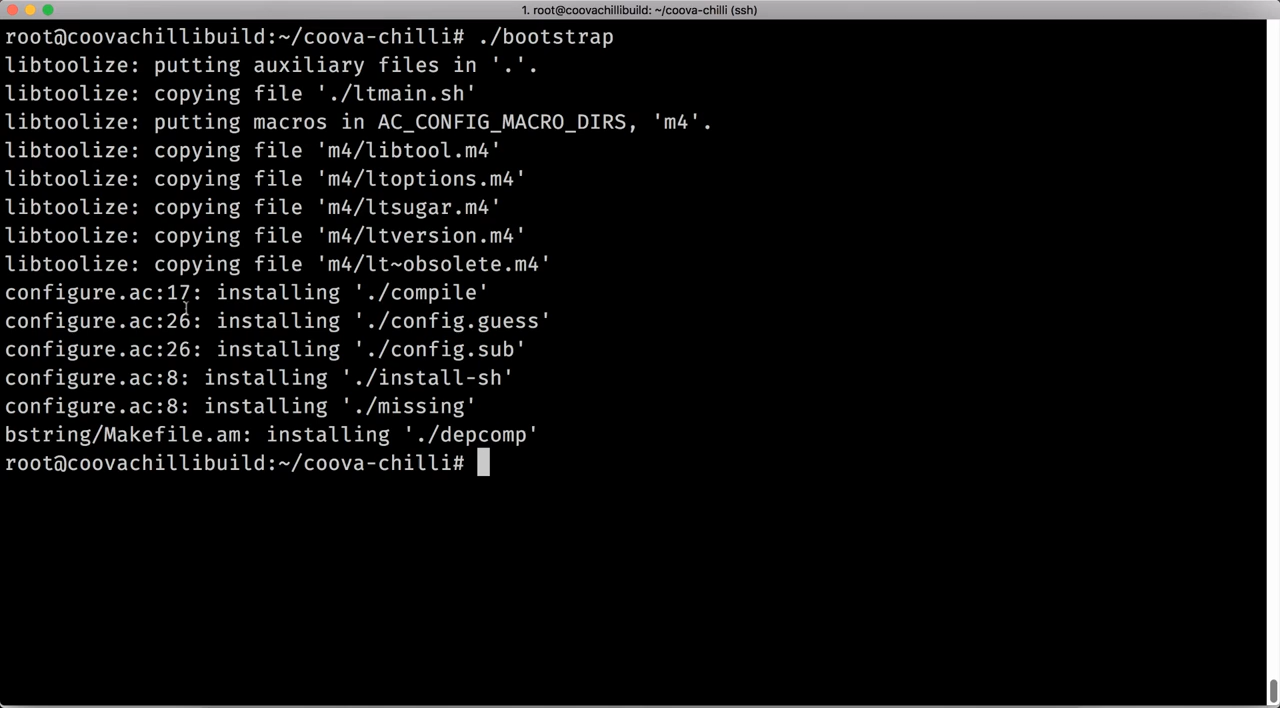 1. root@coovachillibuild: ~/coova-chilli (ssh)
root@coovachillibuild:~/coova-chilli# ./bootstrap
libtoolize: putting auxiliary files in '.'.
libtoolize: copying file './ltmain.sh'
libtoolize: putting macros in AC_CONFIG_MACRO_DIRS, 'm4'.
libtoolize: copying file 'm4/libtool.m4'
libtoolize: copying file 'm4/ltoptions.m4'
libtoolize: copying file 'm4/ltsugar.m4'
libtoolize: copying file 'm4/ltversion.m4'
libtoolize: copying file 'm4/lt~obsolete.m4'
configure.ac:17: installing './compile'
configure.ac:26: installing './config.guess'
configure.ac:26: installing './config.sub'
configure.ac:8: installing './install-sh'
configure.ac:8: installing './missing'
bstring/Makefile.am: installing './depcomp'
root@coovachillibuild:~/coova-chilli#